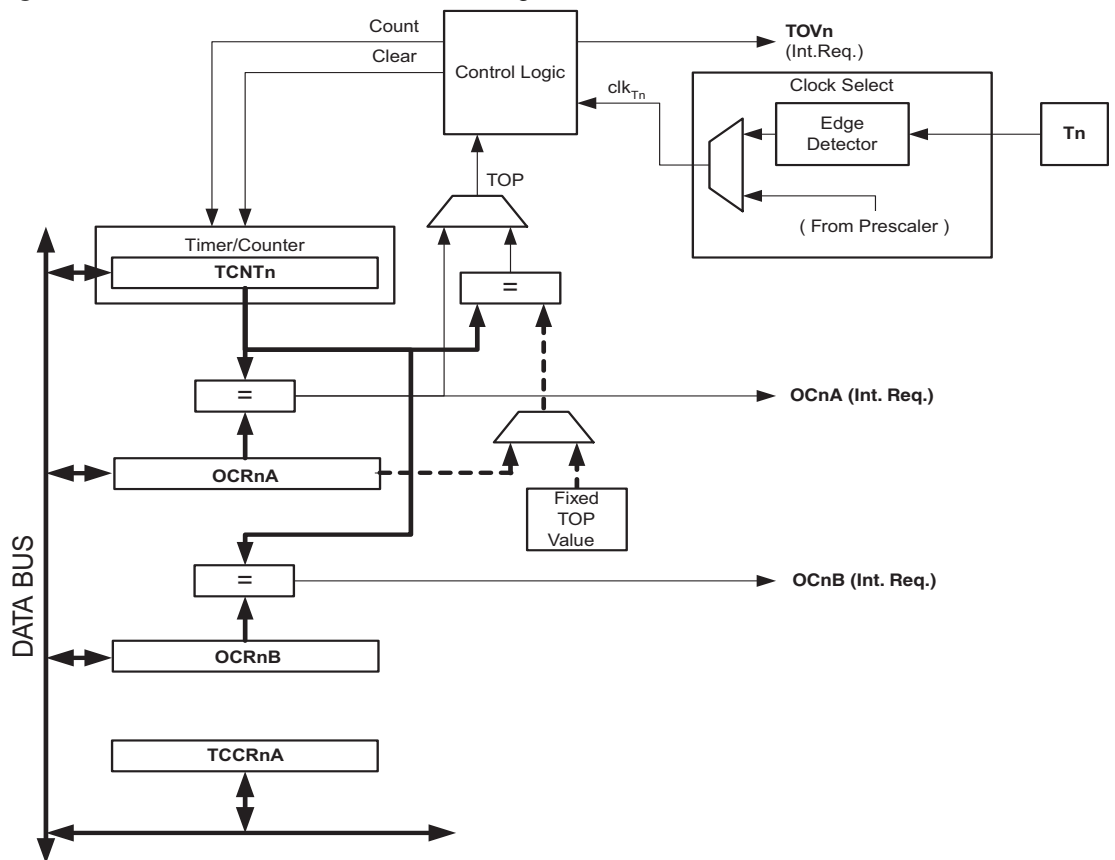 Count
Clear
Control Logic
TOVn
(Int.Req.)
clkTn
Clock Select
Edge
Detector
Tn
( From Prescaler )
TOP
Timer/Counter
TCNTn
=
=
OCnA (Int. Req.)
OCRnA
Fixed
TOP
Value
=
OCnB (Int. Req.)
OCRnB
TCCRnA
DATA BUS